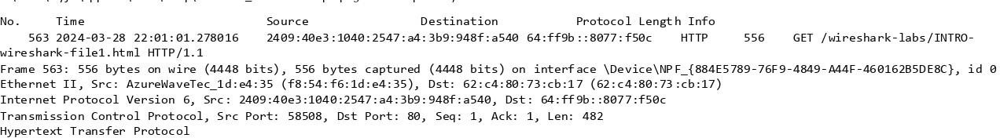 No.     Time                          Source                Destination           Protocol Length Info
    563 2024-03-28 22:01:01.278016    2409:40e3:1040:2547:a4:3b9:948f:a540 64:ff9b::8077:f50c    HTTP     556    GET /wireshark-labs/INTRO-
wireshark-file1.html HTTP/1.1
Frame 563: 556 bytes on wire (4448 bits), 556 bytes captured (4448 bits) on interface \Device\NPF_{884E5789-76F9-4849-A44F-460162B5DE8C}, id 0
Ethernet II, Src: AzureWaveTec_1d:e4:35 (f8:54:f6:1d:e4:35), Dst: 62:c4:80:73:cb:17 (62:c4:80:73:cb:17)
Internet Protocol Version 6, Src: 2409:40e3:1040:2547:a4:3b9:948f:a540, Dst: 64:ff9b::8077:f50c
Transmission Control Protocol, Src Port: 58508, Dst Port: 80, Seq: 1, Ack: 1, Len: 482
Hypertext Transfer Protocol